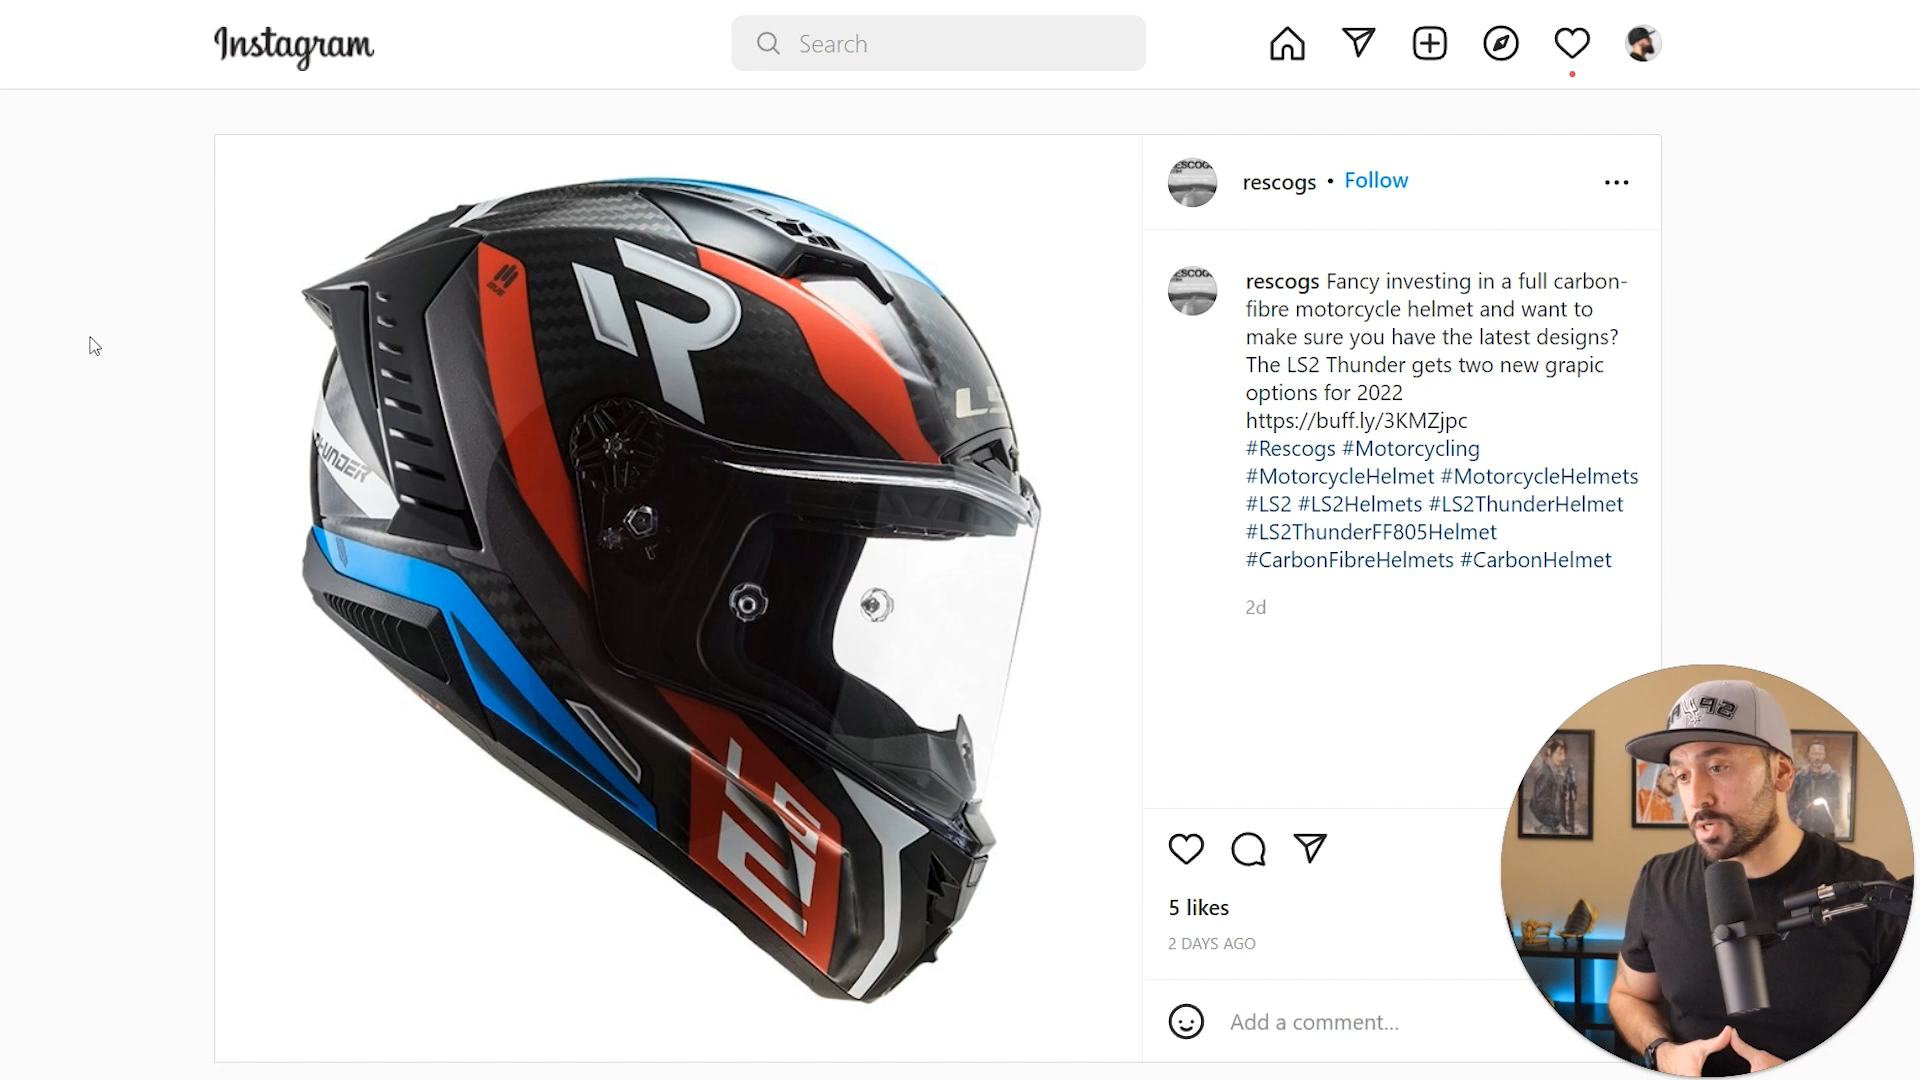 Instagram
Search
rescogs • Follow
rescogs Fancy investing in a full carbon-
fibre motorcycle helmet and want to
make sure you have the latest designs?
The LS2 Thunder gets two new grapic
options for 2022
https://buff.ly/3KMZjpc
#Rescogs #Motorcycling
#MotorcycleHelmet #MotorcycleHelmets
#LS2 #LS2Helmets #LS2ThunderHelmet
#LS2ThunderFF805Helmet
#CarbonFibreHelmets #CarbonHelmet
2d
5 likes
2 DAYS AGO
Add a comment...